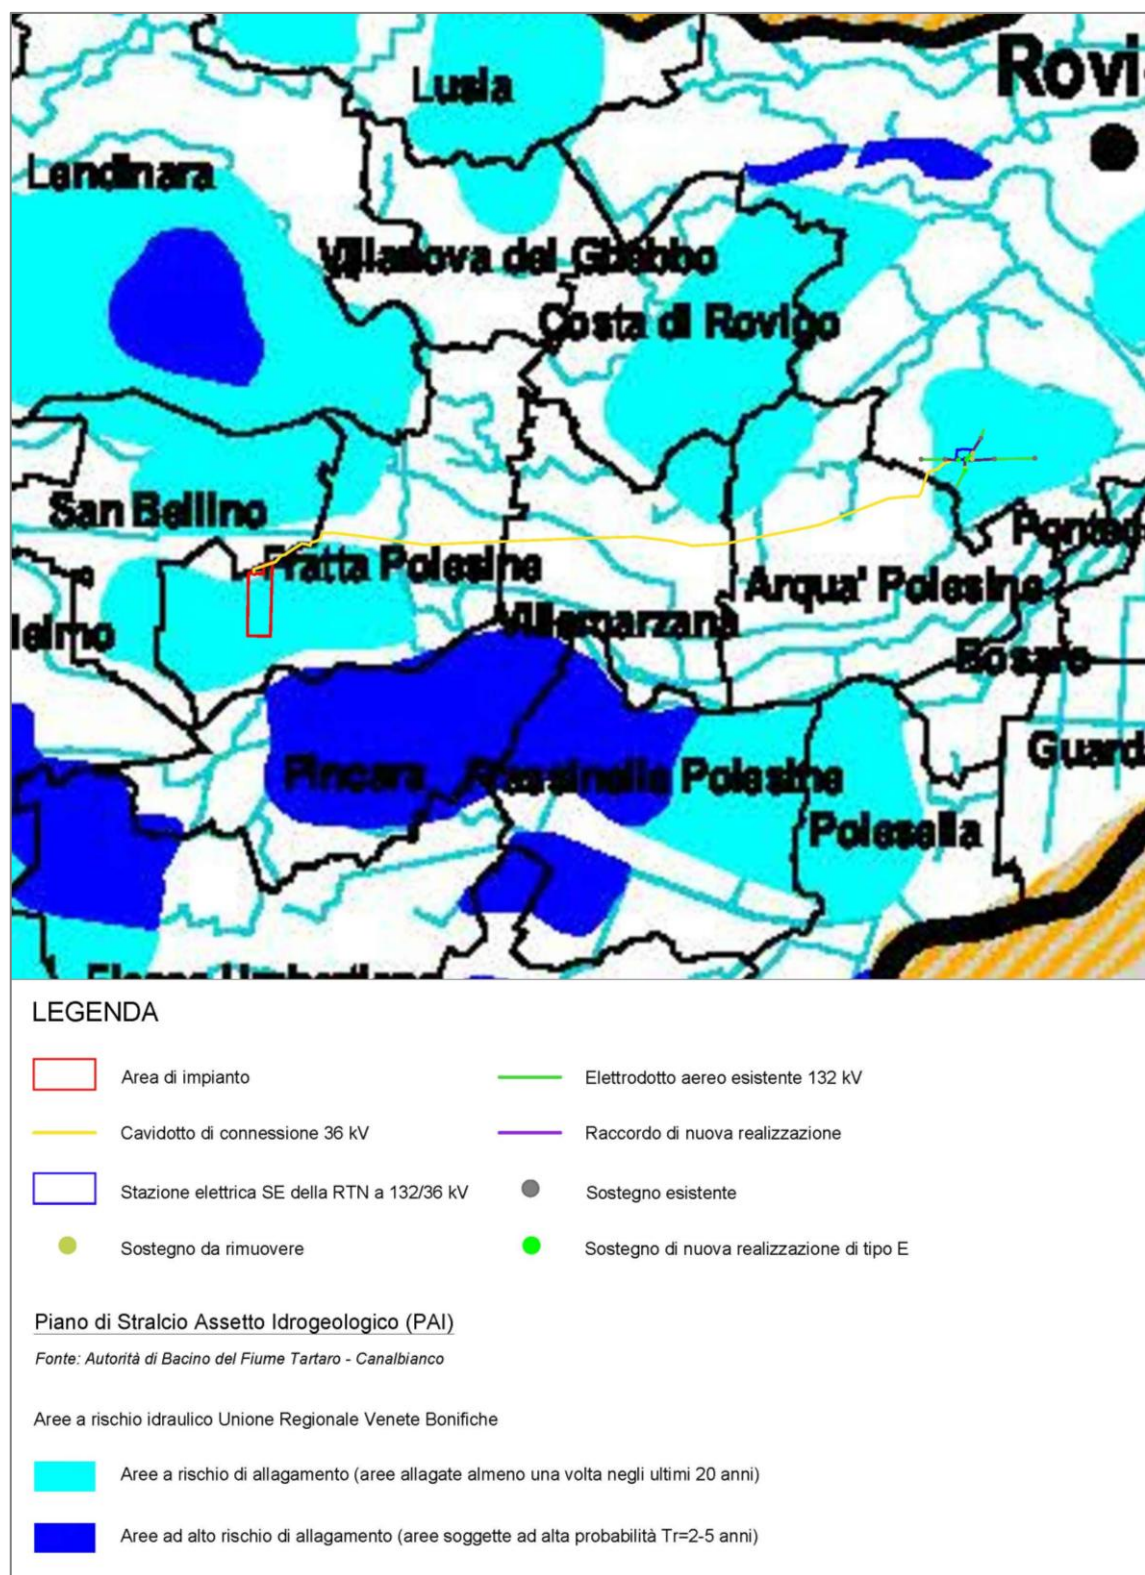 Rovi
Lusia
Lendinara
Villanova del Ghebbo
Costa di Rovigo
San Bellino
Fratta Polesine
Arqua' Polesine
Villamarzana
Bosaro
Pincara
Frassinelle Polesine
Guard
Polesella
LEGENDA
Area di impianto
Elettrodotto aereo esistente 132 kV
Cavidotto di connessione 36 kV
Raccordo di nuova realizzazione
Stazione elettrica SE della RTN a 132/36 kV
Sostegno esistente
Sostegno da rimuovere
Sostegno di nuova realizzazione di tipo E
Piano di Stralcio Assetto Idrogeologico (PAI)
Fonte: Autorità di Bacino del Fiume Tartaro - Canalbianco
Aree a rischio idraulico Unione Regionale Venete Bonifiche
Aree a rischio di allagamento (aree allagate almeno una volta negli ultimi 20 anni)
Aree ad alto rischio di allagamento (aree soggette ad alta probabilità Tr=2-5 anni)